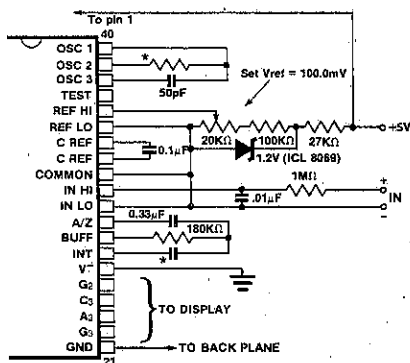 To pin 1
40
OSC 1
OSC 2
*
OSC 3
50pF
TEST
Set Vref = 100.0mV
REF HI
REF LO
20KΩ
100KΩ
27KΩ
+5V
C REF
0.1μF
1.2V (ICL 8069)
C REF
COMMON
1MΩ
IN HI
+
.01μF
IN
IN LO
−
0.33μF
A/Z
BUFF
180KΩ
INT
*
V-
G2
C3
TO DISPLAY
A3
G3
GND
TO BACK PLANE
21